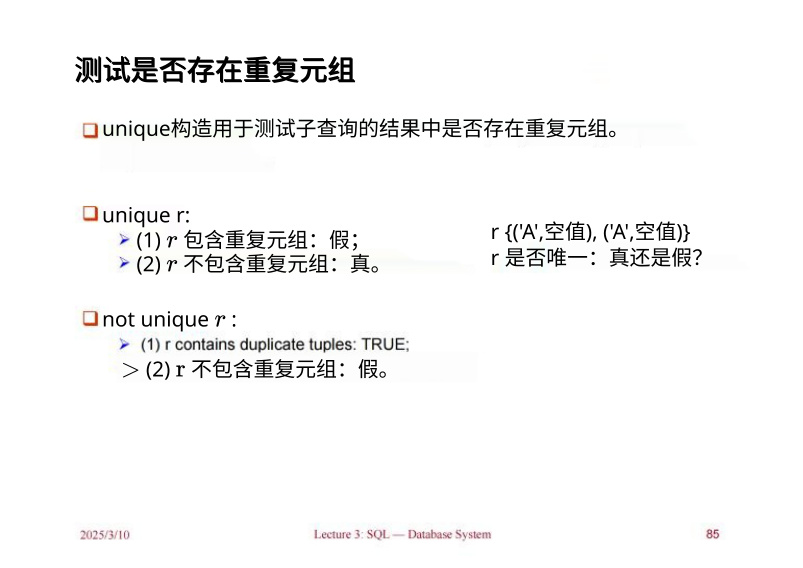 测试是否存在重复元组
unique构造用于测试子查询的结果中是否存在重复元组。
unique r:
(1) r 包含重复元组：假；
(2) r 不包含重复元组：真。
r {('A',空值), ('A',空值)}
r 是否唯一：真还是假？
not unique r :
(1) r contains duplicate tuples: TRUE;
> (2) r 不包含重复元组：假。
2025/3/10
Lecture 3: SQL — Database System
85